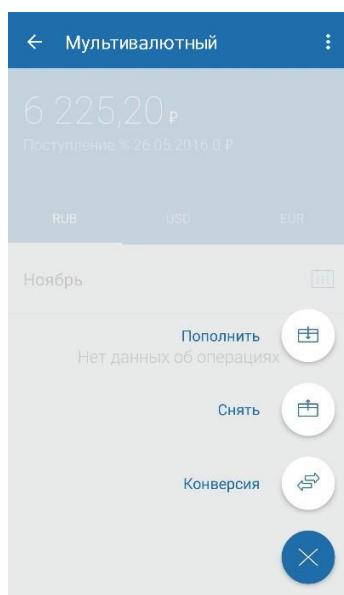 Мультивалютный
6 225,20 ₽
Поступление % 26.05.2016 0 ₽
RUB USD EUR
Ноябрь
Пополнить
Нет данных об операциях
Снять
Конверсия